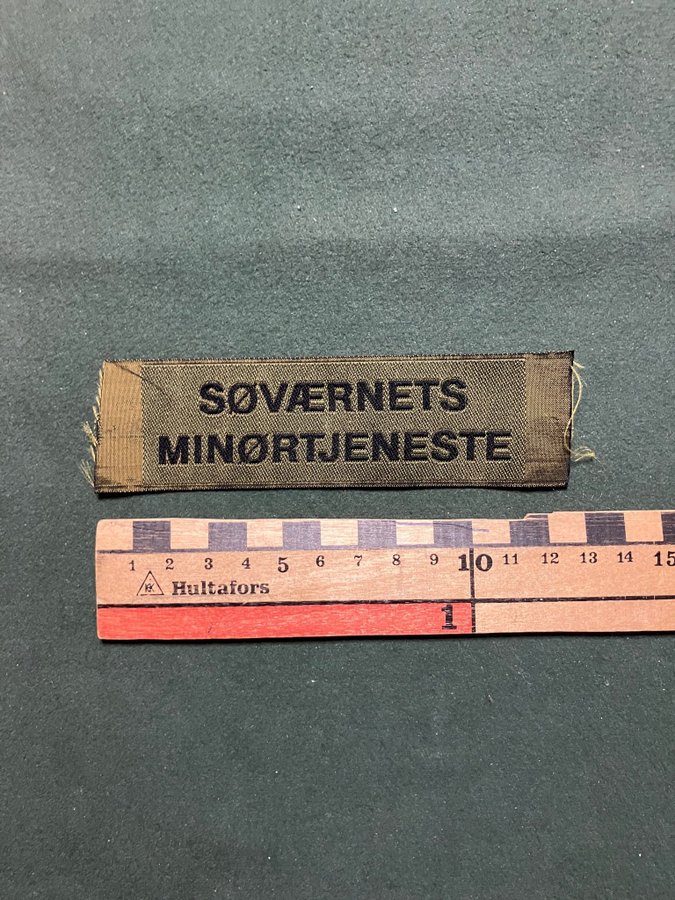 SØVÆRNETS
MINØRTJENESTE
1 2 3 4 5 6 7 8 9 10 11 12 13 14 15
Hultafors
1